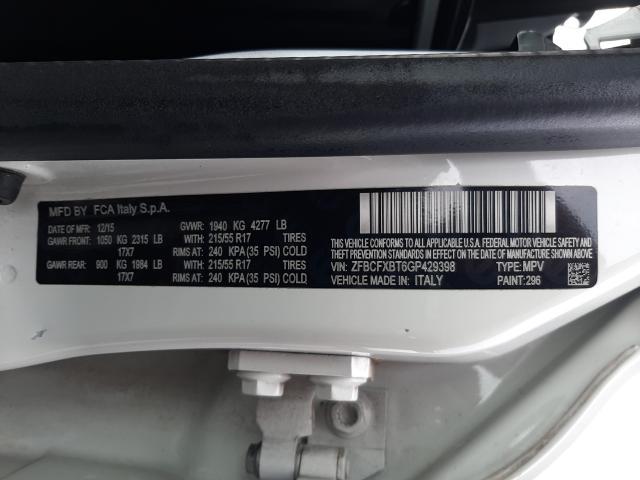 MFD BY FCA Italy S.p.A.
DATE OF MFR: 12/15 GVWR: 1940 KG 4277 LB
GAWR FRONT: 1050 KG 2315 LB WITH 215/55 R17 TIRES
17X7 RIMS AT: 240 KPA (35 PSI) COLD
GAWR REAR: 900 KG 1984 LB WITH 215/55 R17 TIRES
17X7 RIMS AT: 240 KPA (35 PSI) COLD
THIS VEHICLE CONFORMS TO ALL APPLICABLE U.S.A. FEDERAL MOTOR VEHICLE SAFETY,
BUMPER, AND THEFT PREVENTION STANDARDS IN EFFECT ON THE DATE OF MANUFACTURE SHOWN ABOVE.
VIN: ZFBCFXBT6GP429398 TYPE: MPV
VEHICLE MADE IN: ITALY PAINT: 296